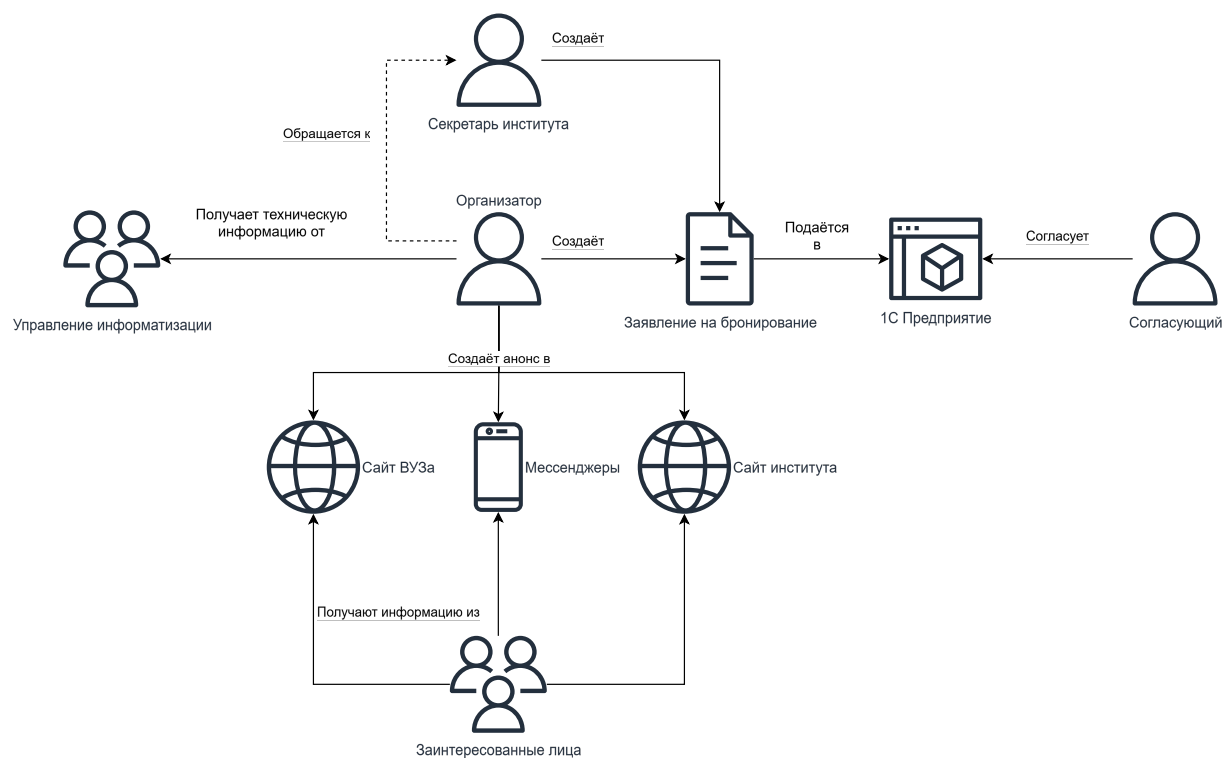 Создаёт
Секретарь института
Обращается к
Организатор
Получает техническую
информацию от
Создаёт
Подаётся
в
Согласует
Управление информатизации
Заявление на бронирование
1С Предприятие
Согласующий
Создаёт анонс в
Сайт ВУЗа
Мессенджеры
Сайт института
Получают информацию из
Заинтересованные лица